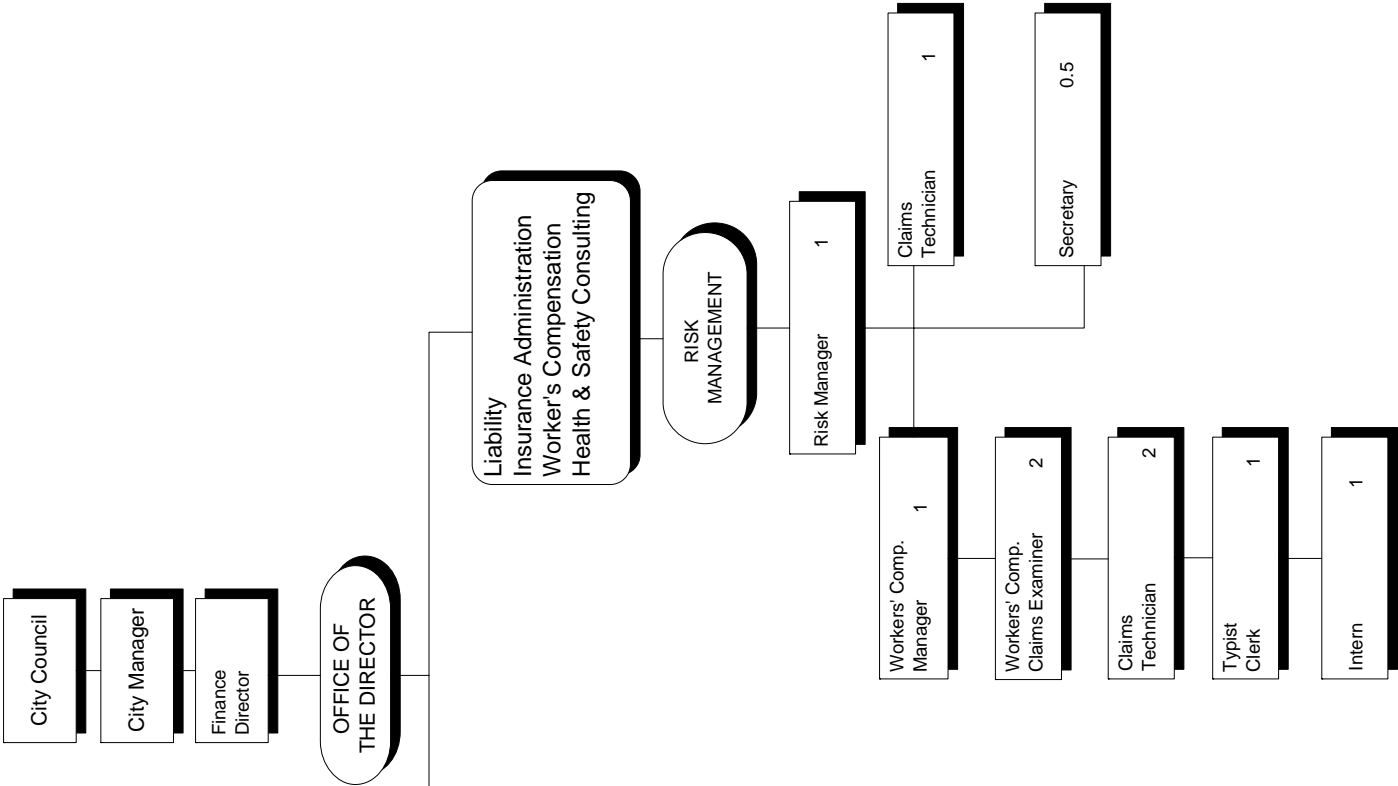 City Council
City Manager
Finance
Director
OFFICE OF
THE DIRECTOR
Liability
Insurance Administration
Worker's Compensation
Health & Safety Consulting
RISK
MANAGEMENT
Risk Manager 1
Workers' Comp.
Manager 1
Claims
Technician 1
Workers' Comp.
Claims Examiner 2
Secretary 0.5
Claims
Technician 2
Typist
Clerk 1
Intern 1